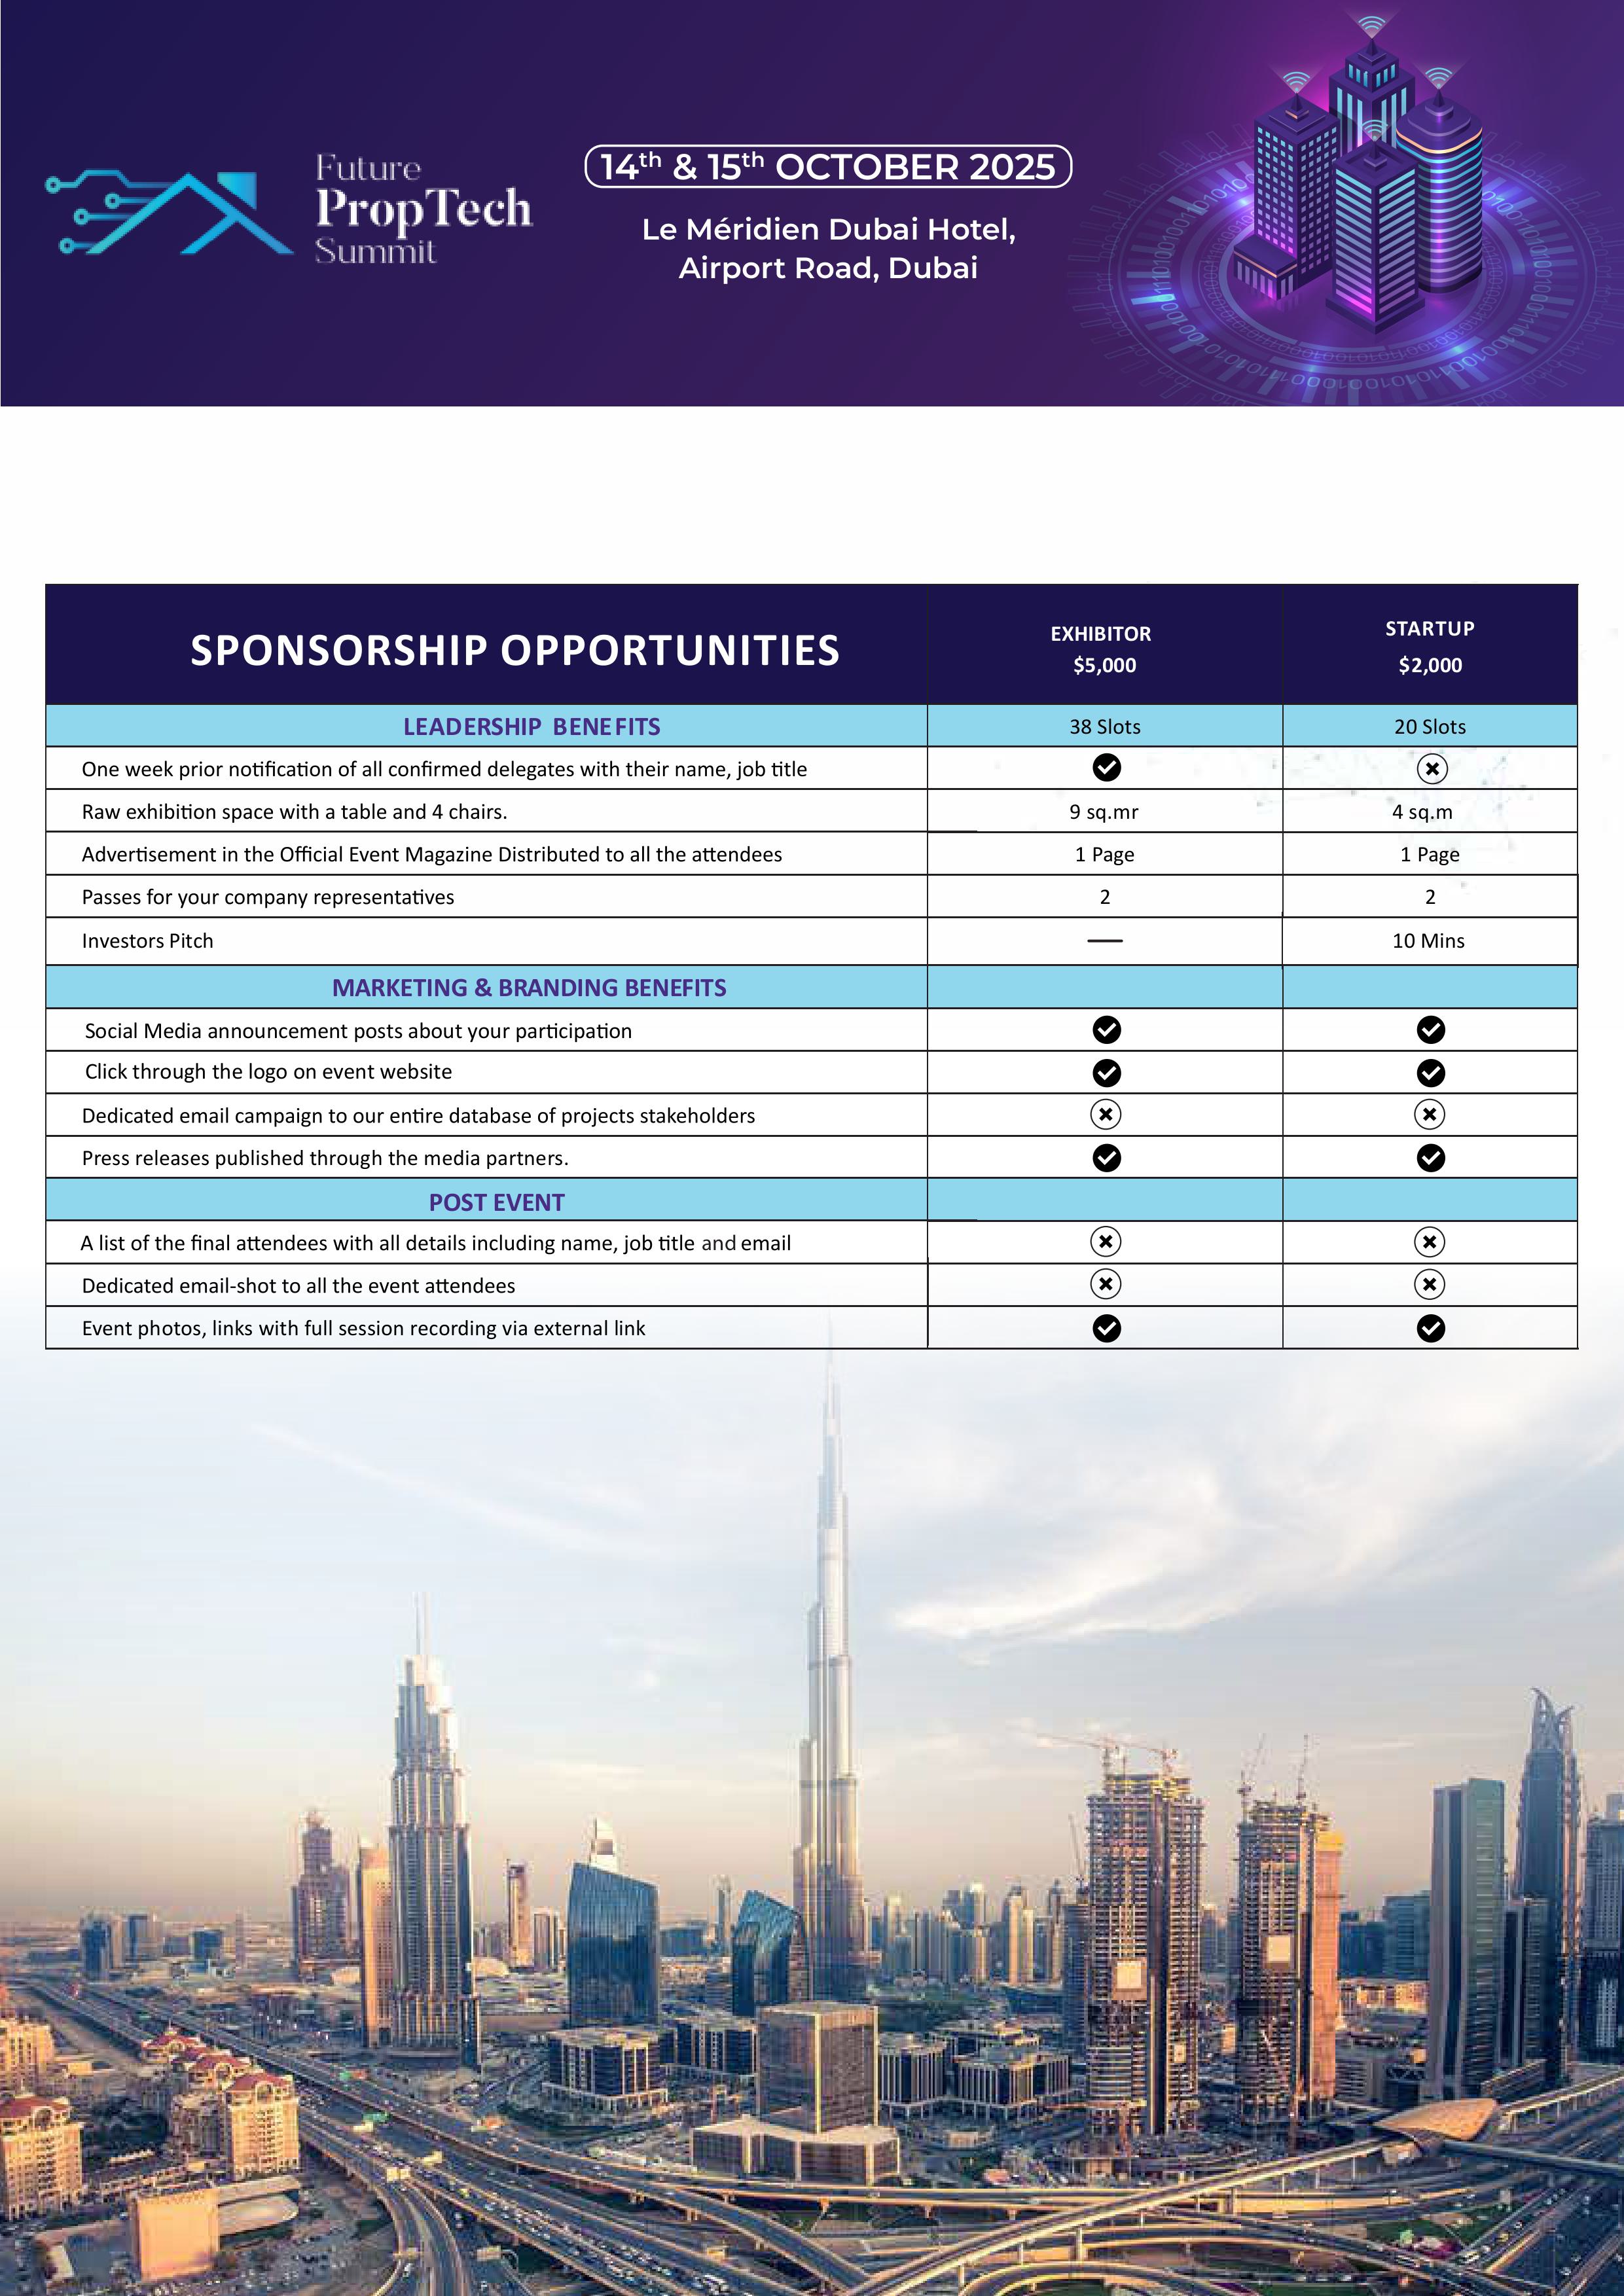 Future
PropTech
Summit
14th & 15th OCTOBER 2025
Le Méridien Dubai Hotel,
Airport Road, Dubai
SPONSORSHIP OPPORTUNITIES
EXHIBITOR
$5,000
STARTUP
$2,000
LEADERSHIP BENEFITS 38 Slots 20 Slots
One week prior notification of all confirmed delegates with their name, job title
Raw exhibition space with a table and 4 chairs. 9 sq.mr 4 sq.m
Advertisement in the Official Event Magazine Distributed to all the attendees 1 Page 1 Page
Passes for your company representatives 2 2
Investors Pitch — 10 Mins
MARKETING & BRANDING BENEFITS
Social Media announcement posts about your participation
Click through the logo on event website
Dedicated email campaign to our entire database of projects stakeholders
Press releases published through the media partners.
POST EVENT
A list of the final attendees with all details including name, job title and email
Dedicated email-shot to all the event attendees
Event photos, links with full session recording via external link